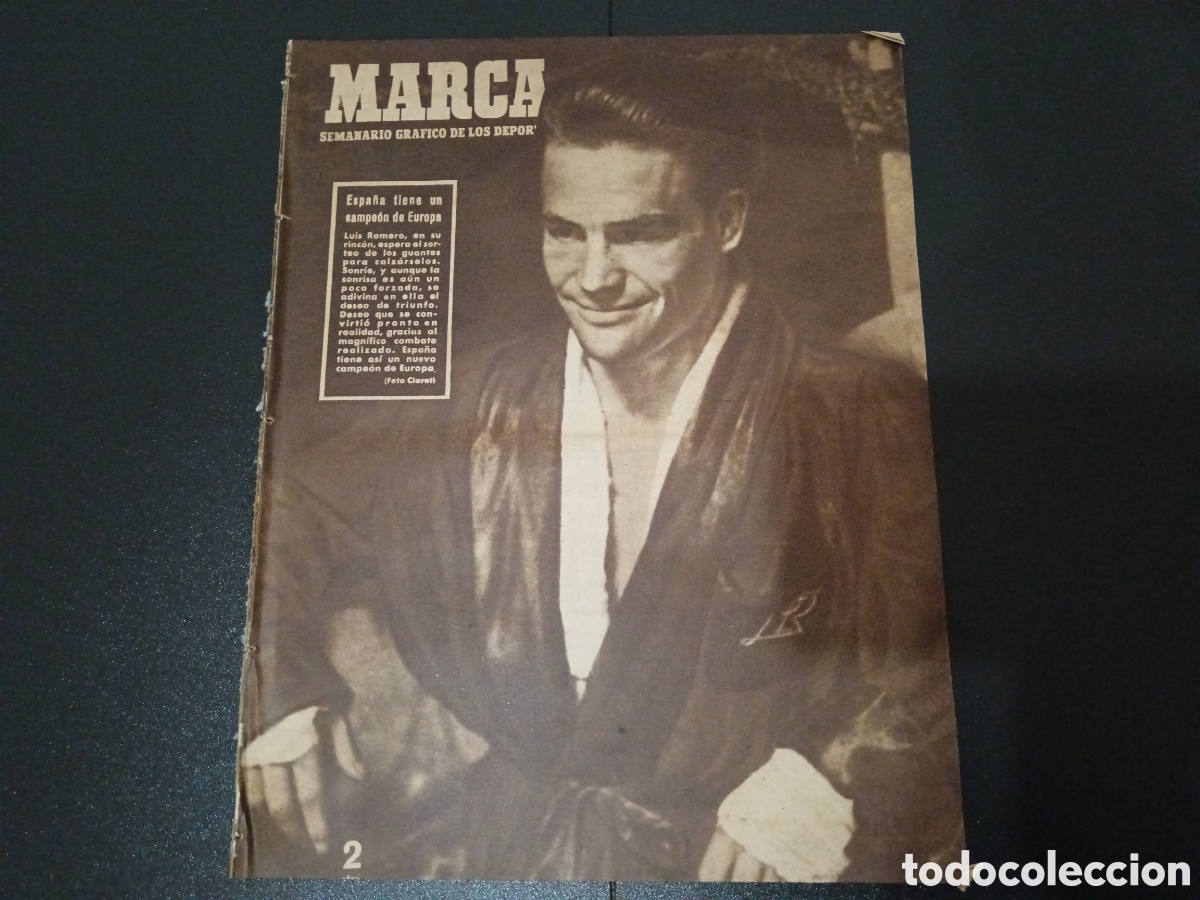 MARCA
SEMANARIO GRAFICO DE LOS DEPOR
España tiene un
campeón de Europa
Luis Romero, en su
rincón, espera el sor-
teo de los guantes
para calzárselos.
Sonríe, y aunque la
sonrisa es aún un
poco forzada, se
adivina en ella el
deseo de triunfo.
Deseo que se con-
virtió pronto en
realidad, gracias al
magnífico combate
realizado. España
tiene así un nuevo
campeón de Europa.
(Foto Claret)
LR
2
todocoleccion